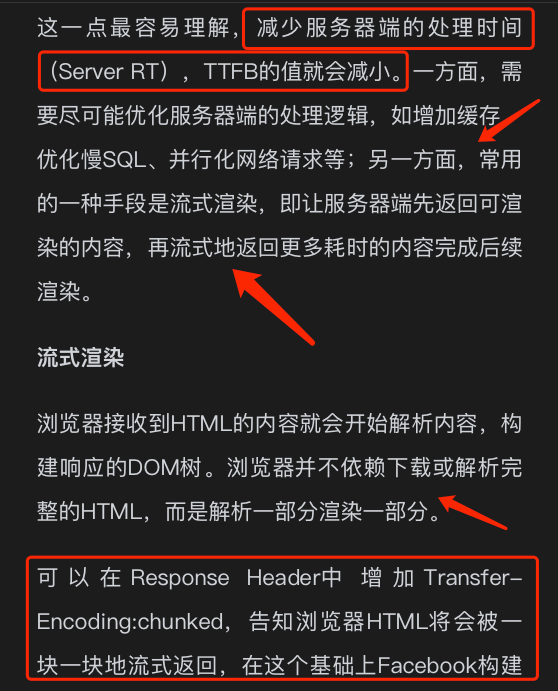 这一点最容易理解，减少服务器端的处理时间
（Server RT），TTFB的值就会减小。一方面，需
要尽可能优化服务器端的处理逻辑，如增加缓存、
优化慢SQL、并行化网络请求等；另一方面，常用
的一种手段是流式渲染，即让服务器端先返回可渲
染的内容，再流式地返回更多耗时的内容完成后续
渲染。
流式渲染
浏览器接收到HTML的内容就会开始解析内容，构
建响应的DOM树。浏览器并不依赖下载或解析完
整的HTML，而是解析一部分渲染一部分。
可以在Response Header中 增加Transfer-
Encoding:chunked，告知浏览器HTML将会被一
块一块地流式返回，在这个基础上Facebook构建